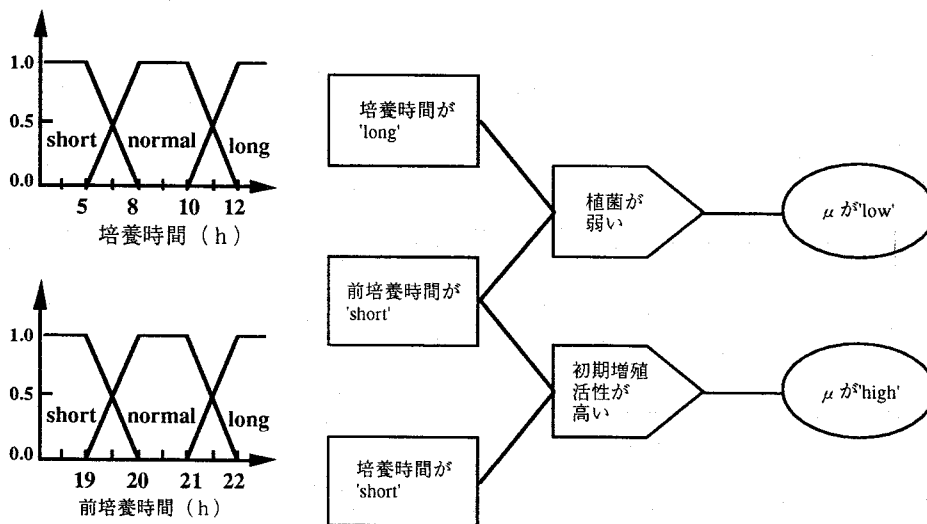 1.0
0.5
0.0
short
normal
long
5
8
10
12
培養時間（h）
1.0
0.5
0.0
short
normal
long
19
20
21
22
前培養時間（h）
培養時間が
'long'
前培養時間が
'short'
培養時間が
'short'
植菌が
弱い
初期増殖
活性が
高い
μが'low'
μが'high'